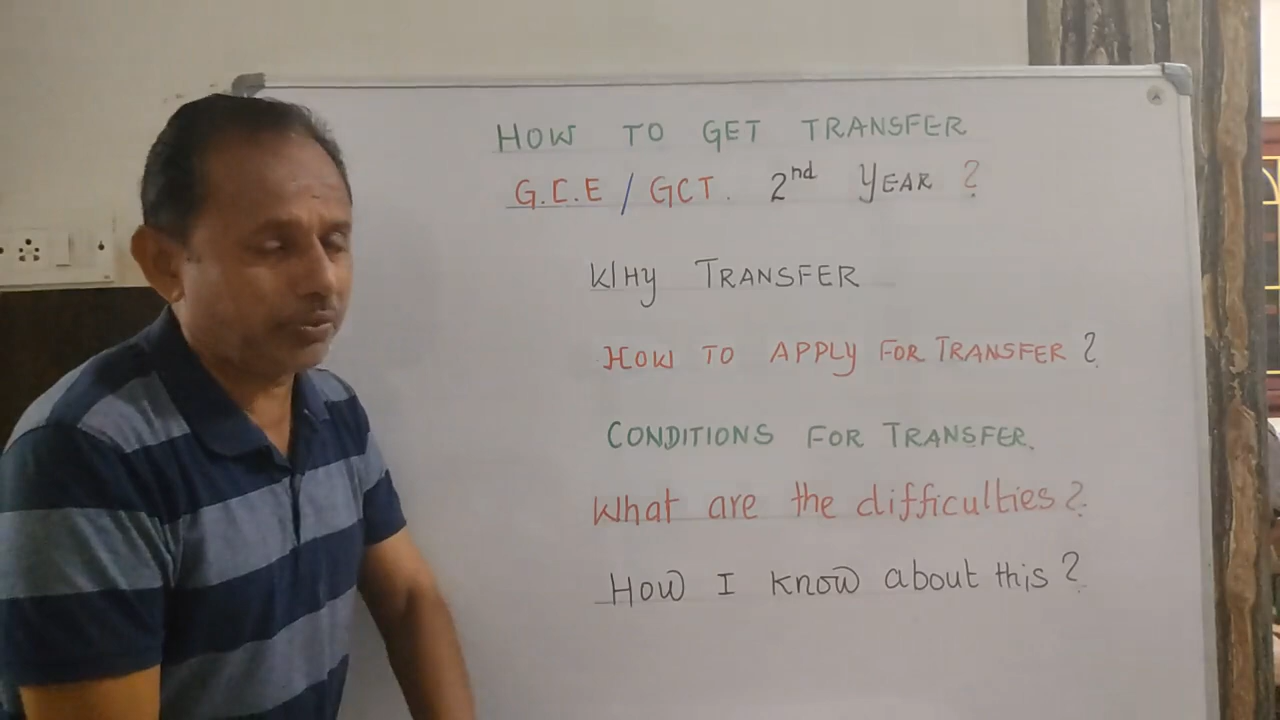 HOW TO GET TRANSFER
G.C.E / GCT. 2nd YEAR ?
WHy TRANSFER
HOW TO APPLy FOR TRANSFER ?
CONDITIONS FOR TRANSFER.
What are the difficulties ?
HOW I know about this ?